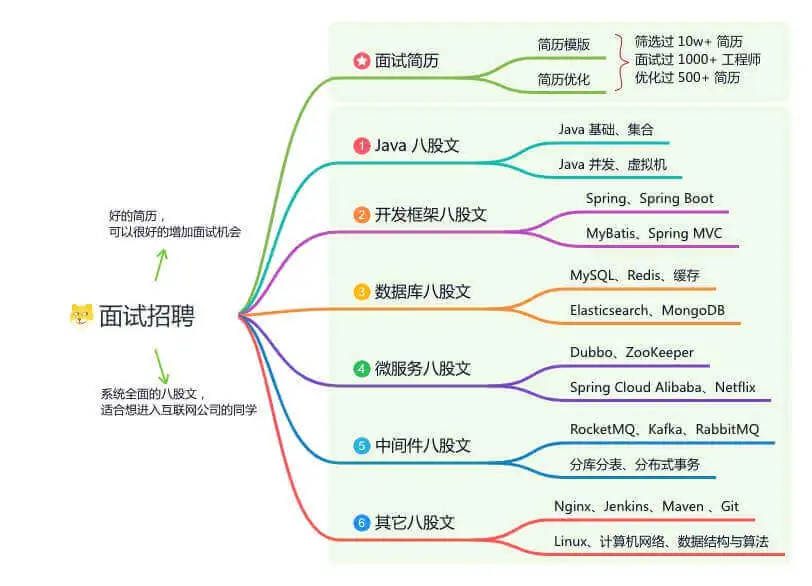 面试简历
简历模版
简历优化
筛选过 10w+ 简历
面试过 1000+ 工程师
优化过 500+ 简历
1 Java 八股文
Java 基础、集合
Java 并发、虚拟机
好的简历，
可以很好的增加面试机会
2 开发框架八股文
Spring、Spring Boot
MyBatis、Spring MVC
面试招聘
3 数据库八股文
MySQL、Redis、缓存
Elasticsearch、MongoDB
系统全面的八股文，
适合想进入互联网公司的同学
4 微服务八股文
Dubbo、ZooKeeper
Spring Cloud Alibaba、Netflix
5 中间件八股文
RocketMQ、Kafka、RabbitMQ
分库分表、分布式事务
6 其它八股文
Nginx、Jenkins、Maven 、Git
Linux、计算机网络、数据结构与算法